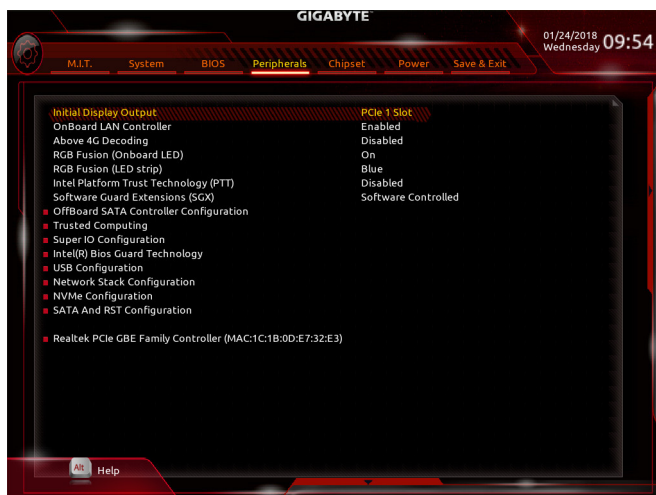 GIGABYTE™
01/24/2018
Wednesday
09:54
M.I.T. System BIOS Peripherals Chipset Power Save & Exit
Initial Display Output PCIe 1 Slot
OnBoard LAN Controller Enabled
Above 4G Decoding Disabled
RGB Fusion (Onboard LED) On
RGB Fusion (LED strip) Blue
Intel Platform Trust Technology (PTT) Disabled
Software Guard Extensions (SGX) Software Controlled
OffBoard SATA Controller Configuration
Trusted Computing
Super IO Configuration
Intel(R) Bios Guard Technology
USB Configuration
Network Stack Configuration
NVMe Configuration
SATA And RST Configuration
Realtek PCIe GBE Family Controller (MAC:1C:1B:0D:E7:32:E3)
Alt Help